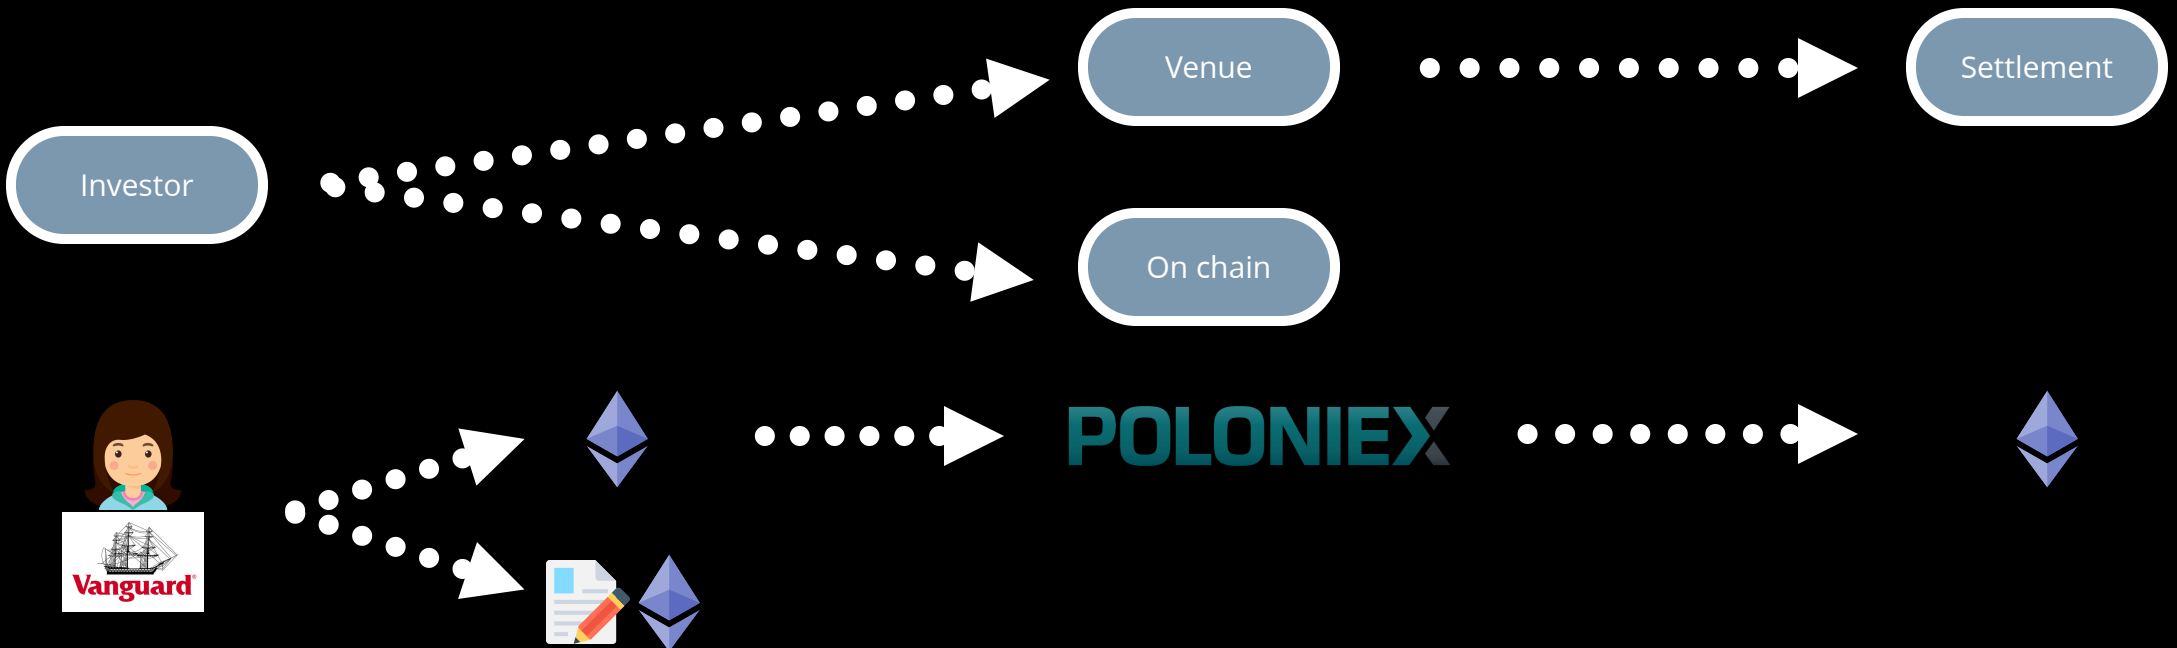 Venue
Settlement
Investor
On chain
POLONIEX
Vanguard®